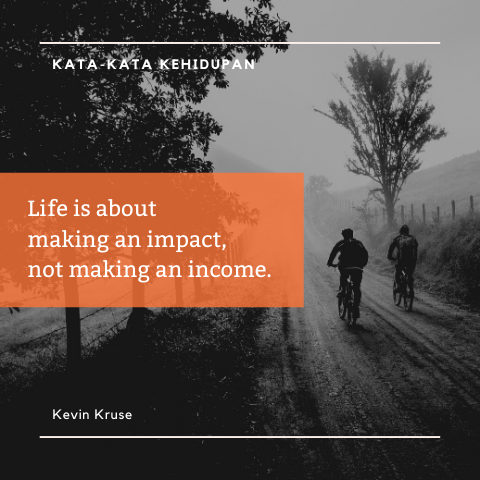 KATA-KATA KEHIDUPAN
Life is about
making an impact,
not making an income.
Kevin Kruse